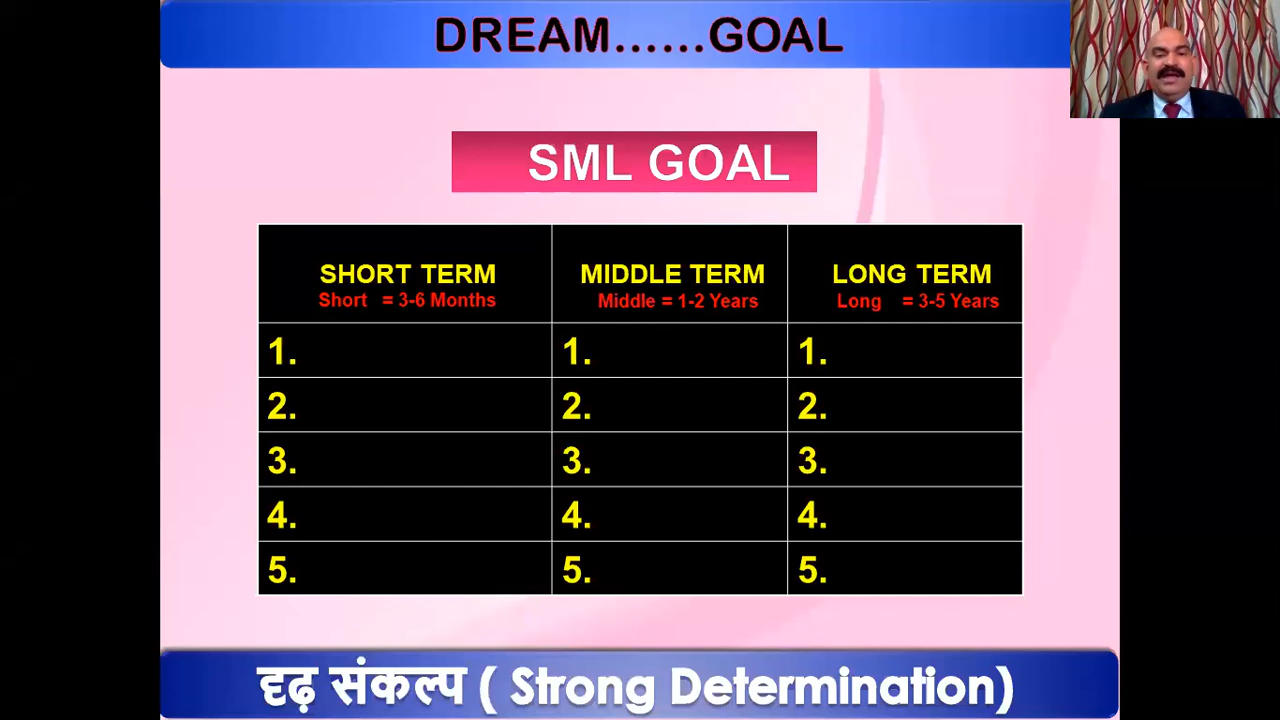 DREAM......GOAL
SML GOAL
SHORT TERM
Short = 3-6 Months
MIDDLE TERM
Middle = 1-2 Years
LONG TERM
Long = 3-5 Years
1. 1. 1.
2. 2. 2.
3. 3. 3.
4. 4. 4.
5. 5. 5.
दृढ़ संकल्प ( Strong Determination)